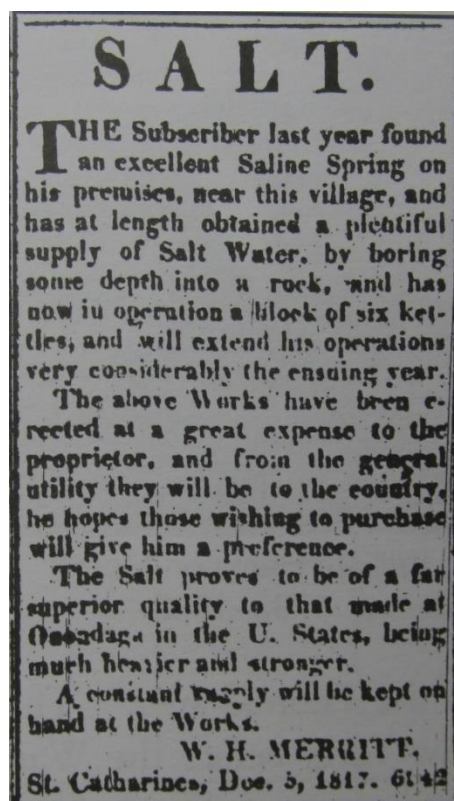 SALT.
THE Subscriber last year found
an excellent Saline Spring on
his premises, near this village, and
has at length obtained a plentiful
supply of Salt Water, by boring
some depth into a rock, and has
now in operation a block of six ket-
tles, and will extend his operations
very considerably the ensuing year.
The above Works have been e-
rected at a great expense to the
proprietor, and from the general
utility they will be to the country,
he hopes those wishing to purchase
will give him a preference.
The Salt proves to be of a far
superior quality to that made at
Onondaga in the U. States, being
much heavier and stronger.
A constant supply will be kept on
hand at the Works.
W. H. MERRITT.
St. Catharines, Dec. 5, 1817.